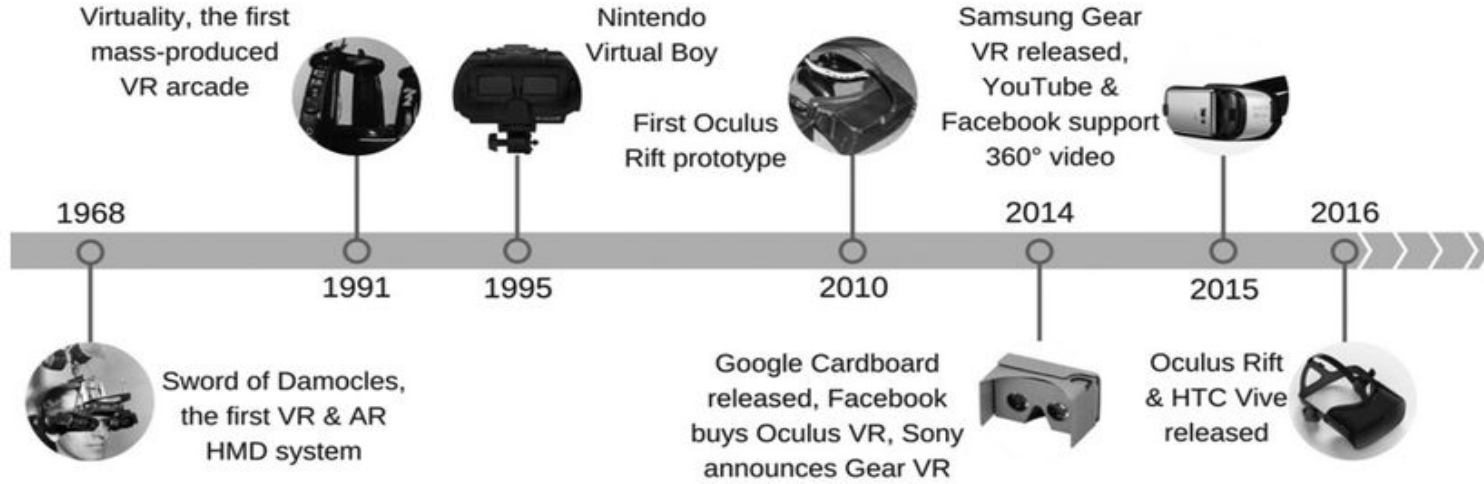 Virtuality, the first
mass-produced
VR arcade
Nintendo
Virtual Boy
First Oculus
Rift prototype
Samsung Gear
VR released,
YouTube &
Facebook support
360° video
1968
1991
1995
2010
2014
2015
2016
Sword of Damocles,
the first VR & AR
HMD system
Google Cardboard
released, Facebook
buys Oculus VR, Sony
announces Gear VR
Oculus Rift
& HTC Vive
released